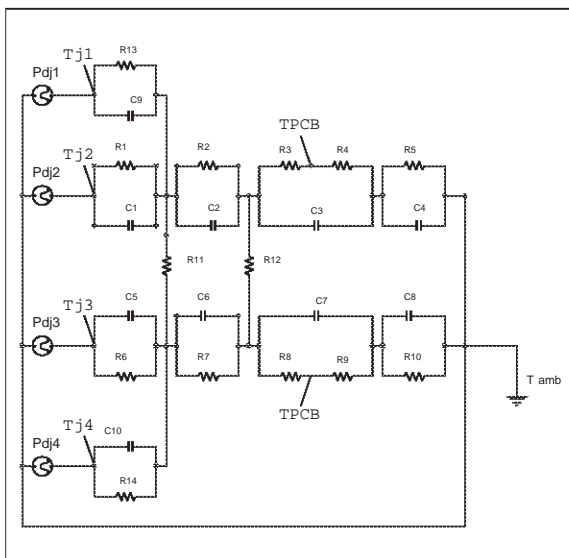 R13
Tj1
Pdj1
C9
Tj2
R1
R2
R3
TPCB
R4
R5
Pdj2
C1
C2
C3
C4
R11
R12
Tj3
C5
C6
C7
C8
Pdj3
R6
R7
R8
R9
R10
T amb
TPCB
Tj4
C10
Pdj4
R14